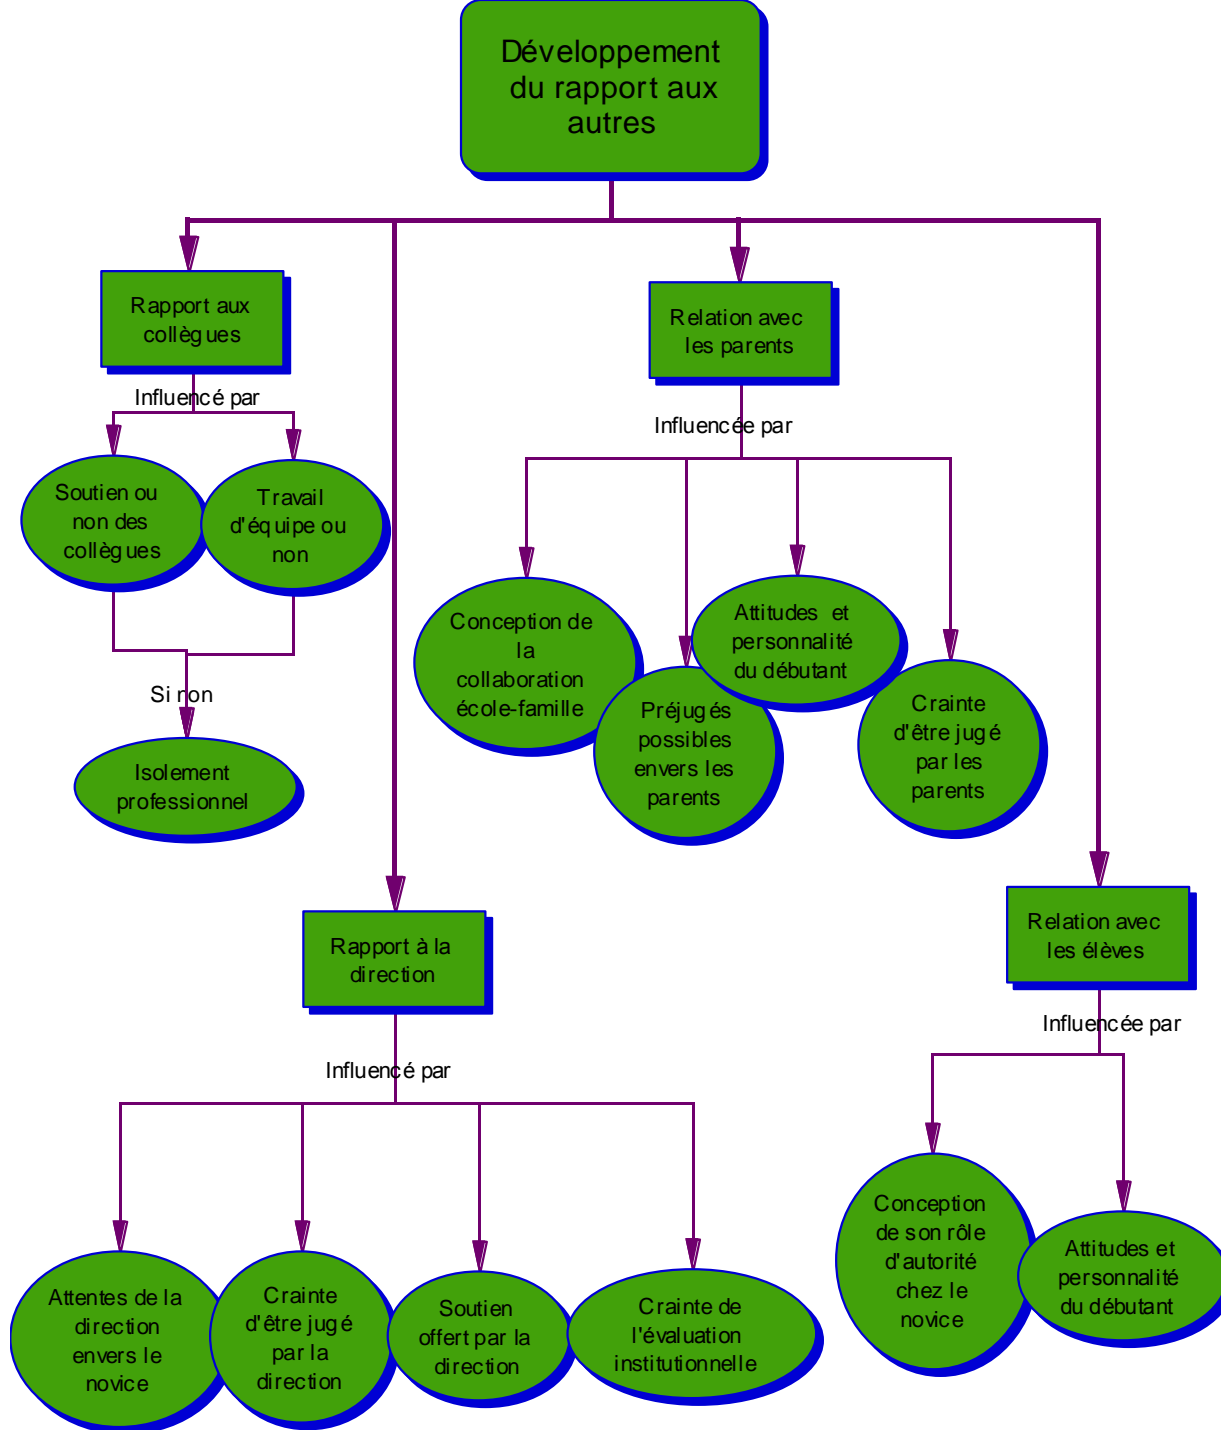 Développement
du rapport aux
autres
Rapport aux
collègues
Influencé par
Soutien ou
non des
collègues
Travail
d'équipe ou
non
Si non
Isolement
professionnel
Relation avec
les parents
Influencée par
Conception de
la
collaboration
école-famille
Préjugés
possibles
envers les
parents
Attitudes et
personnalité
du débutant
Crainte
d'être jugé
par les
parents
Rapport à la
direction
Influencé par
Attentes de la
direction
envers le
novice
Crainte
d'être jugé
par la
direction
Soutien
offert par la
direction
Crainte de
l'évaluation
institutionnelle
Relation avec
les élèves
Influencée par
Conception
de son rôle
d'autorité
chez le
novice
Attitudes et
personnalité
du débutant